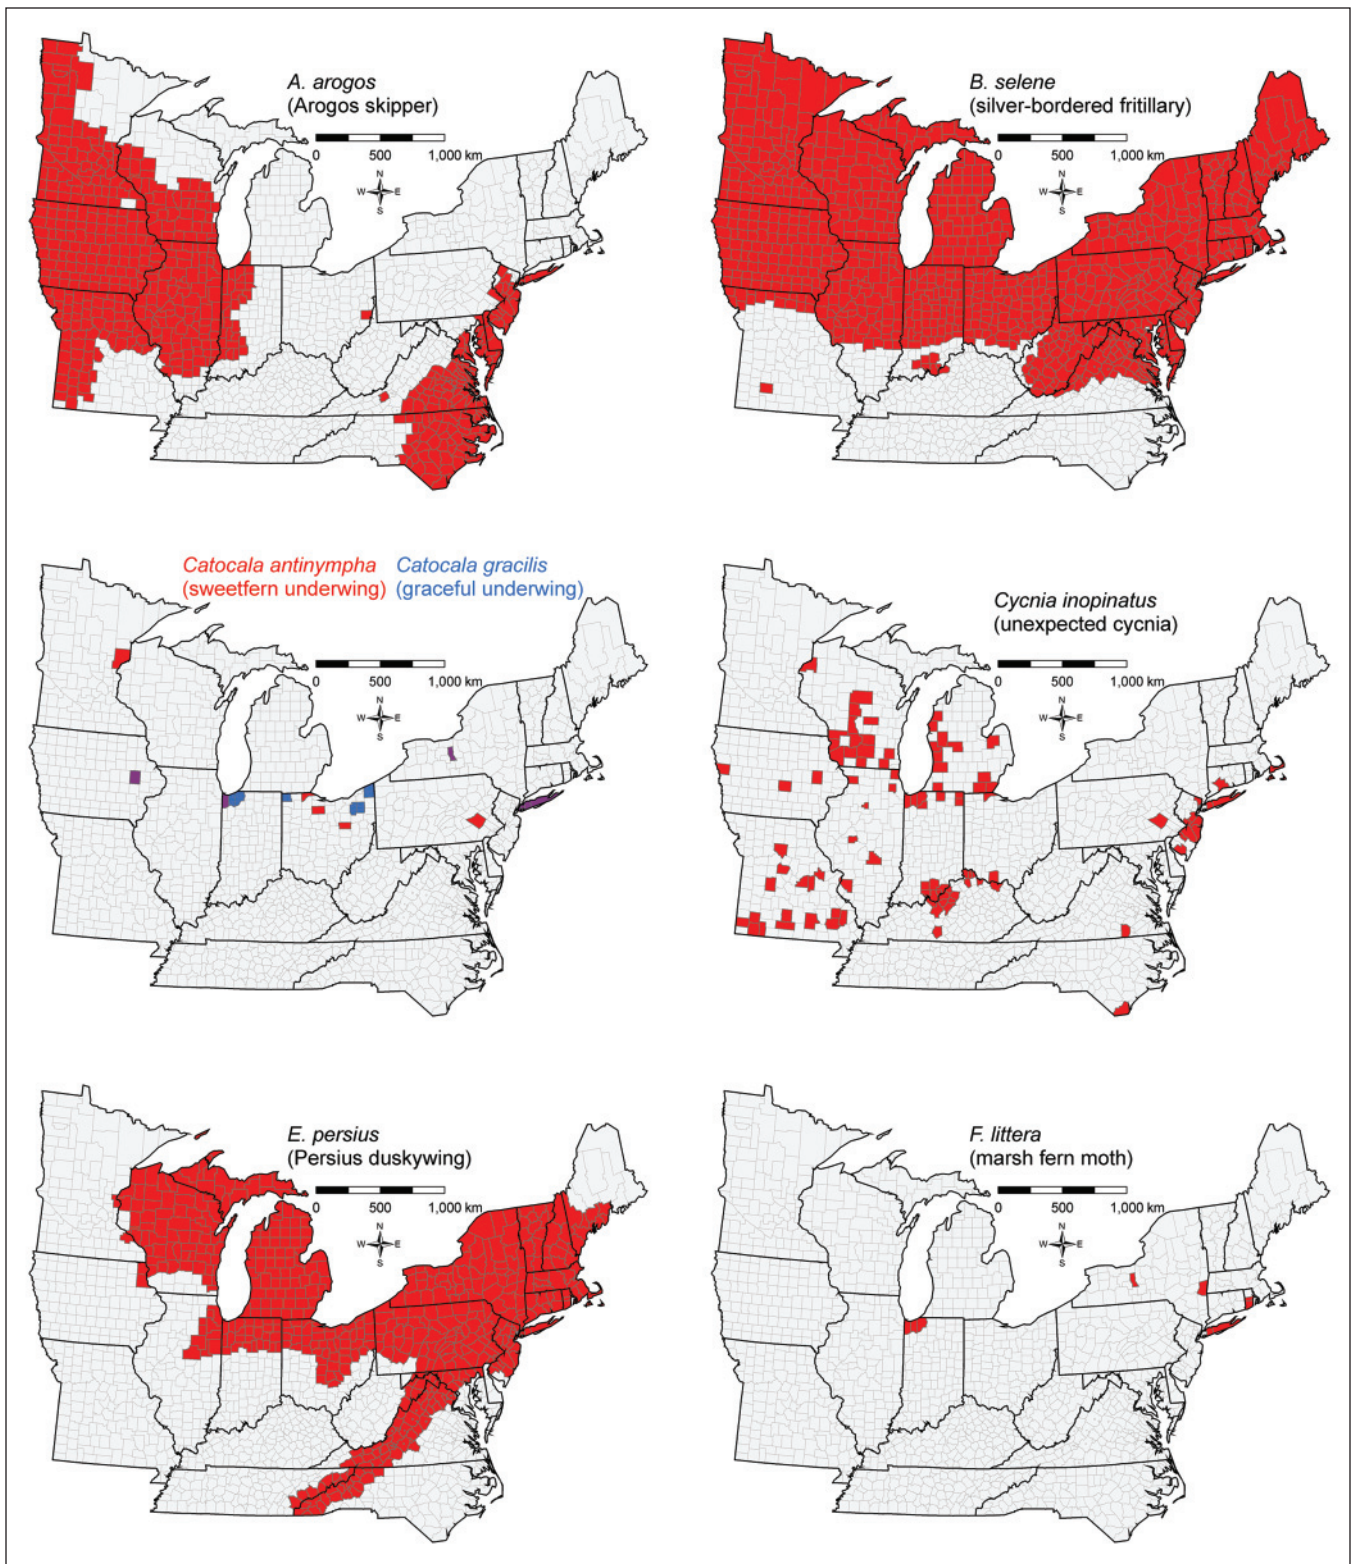 A. arogos
(Arogos skipper)
0 500 1,000 km
N
W E
S
B. selene
(silver-bordered fritillary)
0 500 1,000 km
N
W E
S
Catocala antinympha Catocala gracilis
(sweetfern underwing) (graceful underwing)
0 500 1,000 km
N
W E
S
Cycnia inopinatus
(unexpected cycnia)
0 500 1,000 km
N
W E
S
E. persius
(Persius duskywing)
0 500 1,000 km
N
W E
S
F. littera
(marsh fern moth)
0 500 1,000 km
N
W E
S